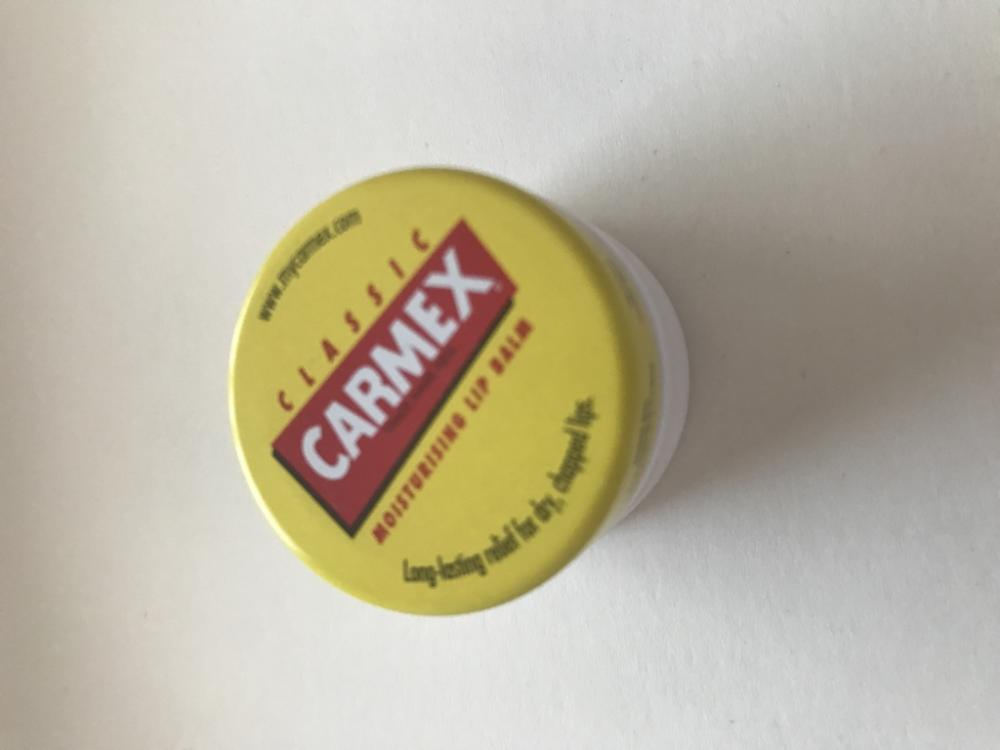 www.mycarmex.com
CLASSIC
CARMEX
MOISTURISING LIP BALM
Long-lasting relief for dry, chapped lips.